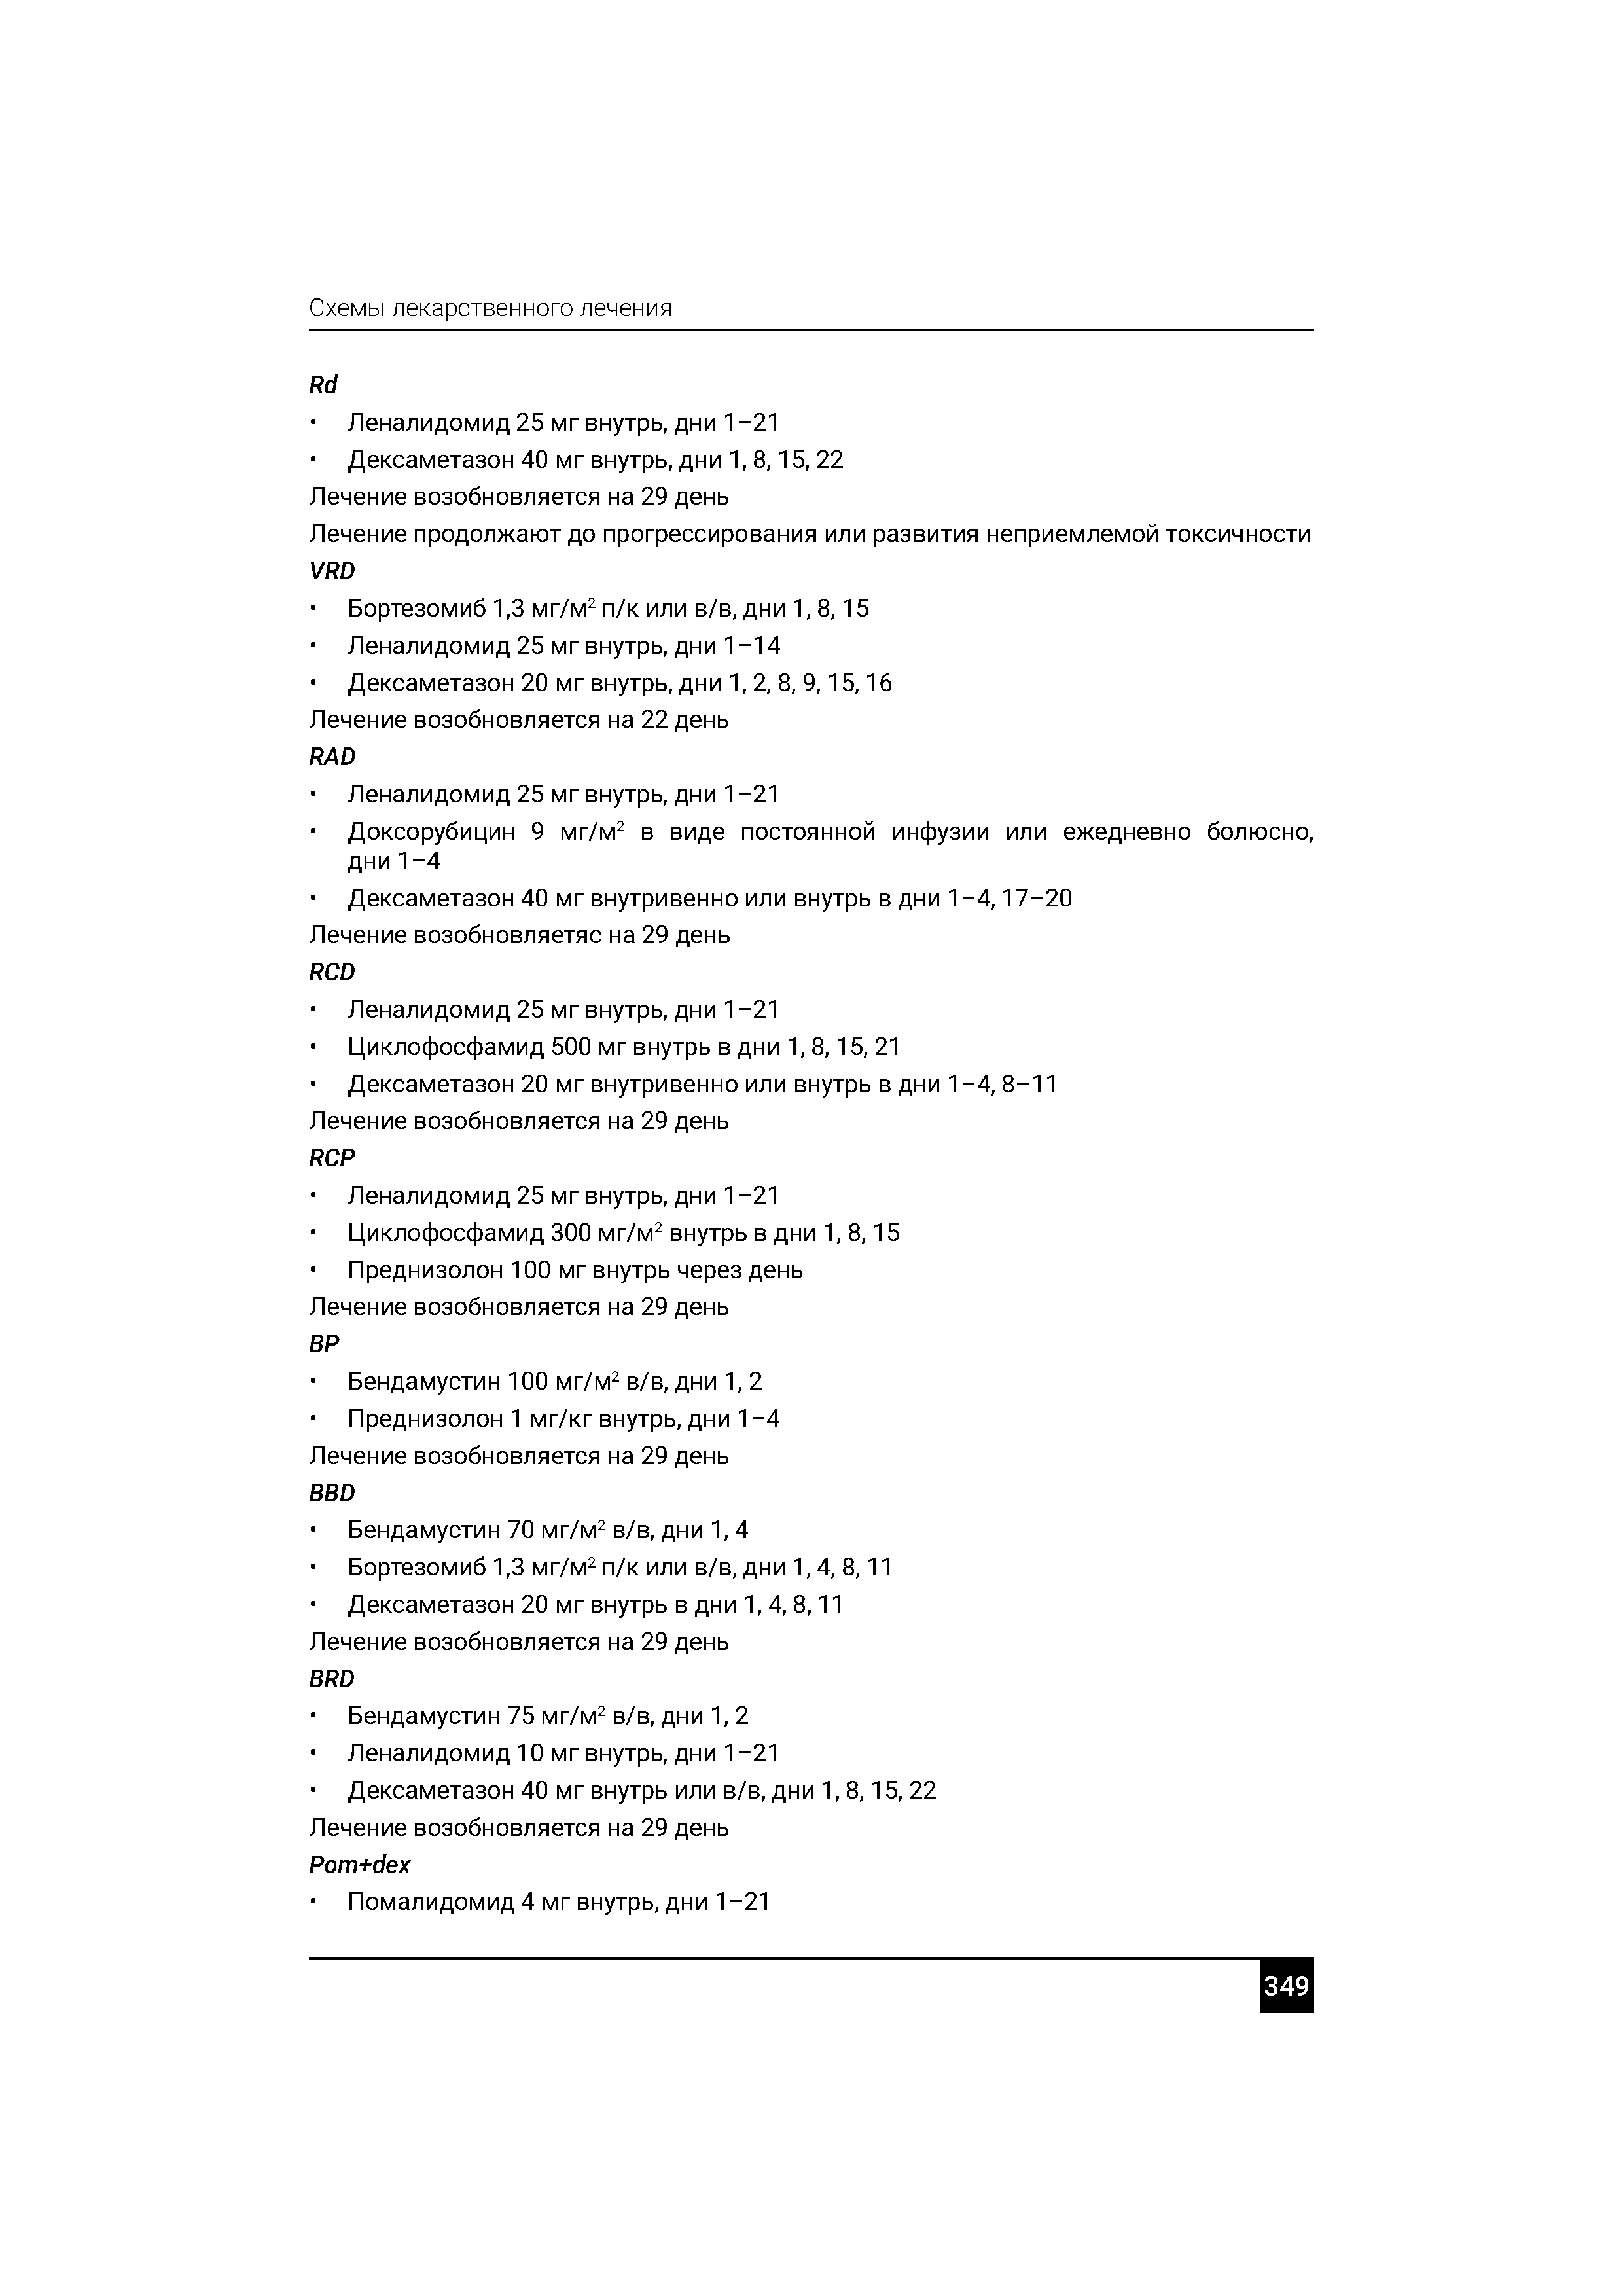 Схемы лекарственного лечения
Rd
• Леналидомид 25 мг внутрь, дни 1–21
• Дексаметазон 40 мг внутрь, дни 1, 8, 15, 22
Лечение возобновляется на 29 день
Лечение продолжают до прогрессирования или развития неприемлемой токсичности
VRD
• Бортезомиб 1,3 мг/м² п/к или в/в, дни 1, 8, 15
• Леналидомид 25 мг внутрь, дни 1–14
• Дексаметазон 20 мг внутрь, дни 1, 2, 8, 9, 15, 16
Лечение возобновляется на 22 день
RAD
• Леналидомид 25 мг внутрь, дни 1–21
• Доксорубицин 9 мг/м² в виде постоянной инфузии или ежедневно болюсно,
дни 1–4
• Дексаметазон 40 мг внутривенно или внутрь в дни 1–4, 17–20
Лечение возобновляетяс на 29 день
RCD
• Леналидомид 25 мг внутрь, дни 1–21
• Циклофосфамид 500 мг внутрь в дни 1, 8, 15, 21
• Дексаметазон 20 мг внутривенно или внутрь в дни 1–4, 8–11
Лечение возобновляется на 29 день
RCP
• Леналидомид 25 мг внутрь, дни 1–21
• Циклофосфамид 300 мг/м² внутрь в дни 1, 8, 15
• Преднизолон 100 мг внутрь через день
Лечение возобновляется на 29 день
BP
• Бендамустин 100 мг/м² в/в, дни 1, 2
• Преднизолон 1 мг/кг внутрь, дни 1–4
Лечение возобновляется на 29 день
BBD
• Бендамустин 70 мг/м² в/в, дни 1, 4
• Бортезомиб 1,3 мг/м² п/к или в/в, дни 1, 4, 8, 11
• Дексаметазон 20 мг внутрь в дни 1, 4, 8, 11
Лечение возобновляется на 29 день
BRD
• Бендамустин 75 мг/м² в/в, дни 1, 2
• Леналидомид 10 мг внутрь, дни 1–21
• Дексаметазон 40 мг внутрь или в/в, дни 1, 8, 15, 22
Лечение возобновляется на 29 день
Pom+dex
• Помалидомид 4 мг внутрь, дни 1–21
349